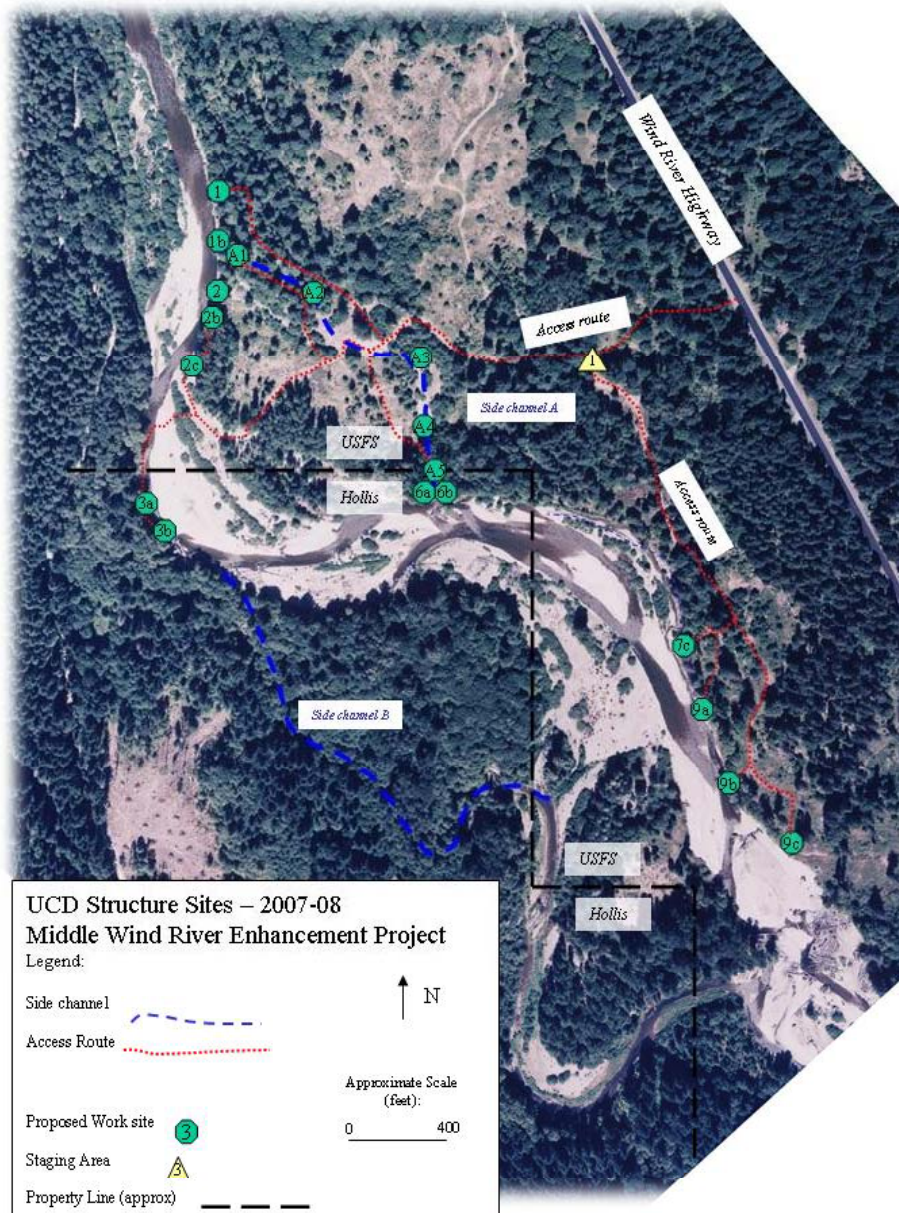 1
1b
A1
2
A2
2b
2c
A3
A4
A5
3a
3b
6a
6b
7c
9a
9b
9c
1
Wind River Highway
Access route
Access route
Side channel A
Side channel B
USFS
Hollis
USFS
Hollis
UCD Structure Sites – 2007-08
Middle Wind River Enhancement Project
Legend:
Side channel
N
Access Route
Approximate Scale
(feet):
0 400
Proposed Work site 3
Staging Area 3
Property Line (approx)